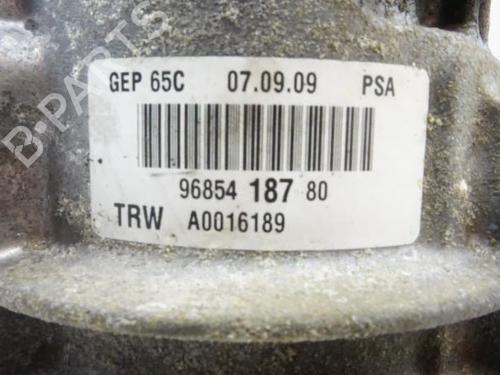 GEP 65C 07.09.09 PSA
96854 187 80
TRW A0016189
B-PARTS